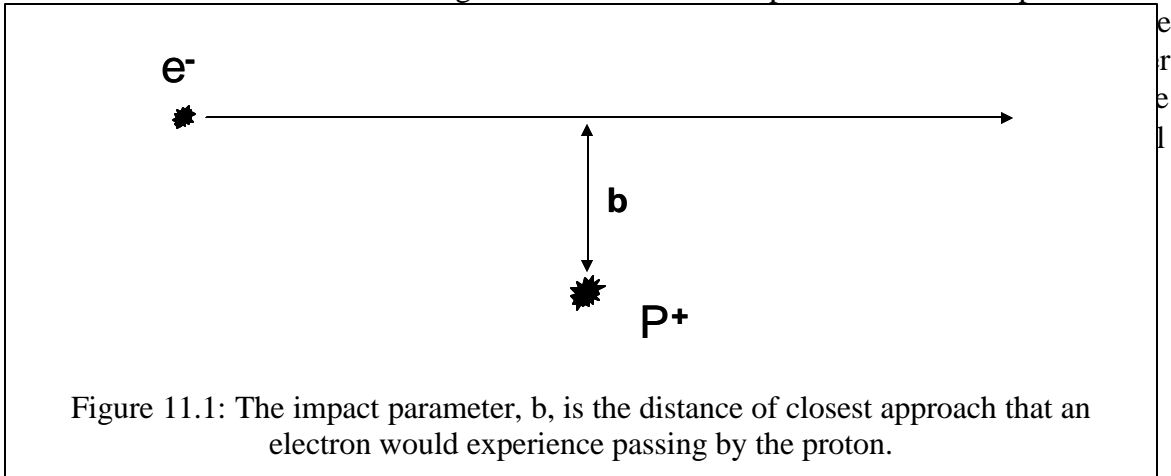 e⁻
b
P⁺
Figure 11.1: The impact parameter, b, is the distance of closest approach that an
electron would experience passing by the proton.